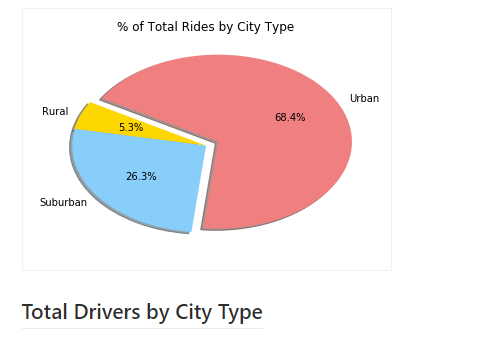 % of Total Rides by City Type
Urban
Rural
68.4%
5.3%
26.3%
Suburban
Total Drivers by City Type